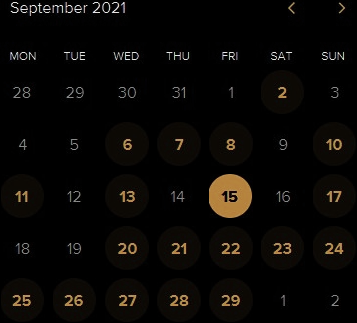 September 2021
MON TUE WED THU FRI SAT SUN
28 29 30 31 1 2 3
4 5 6 7 8 9 10
11 12 13 14 15 16 17
18 19 20 21 22 23 24
25 26 27 28 29 1 2